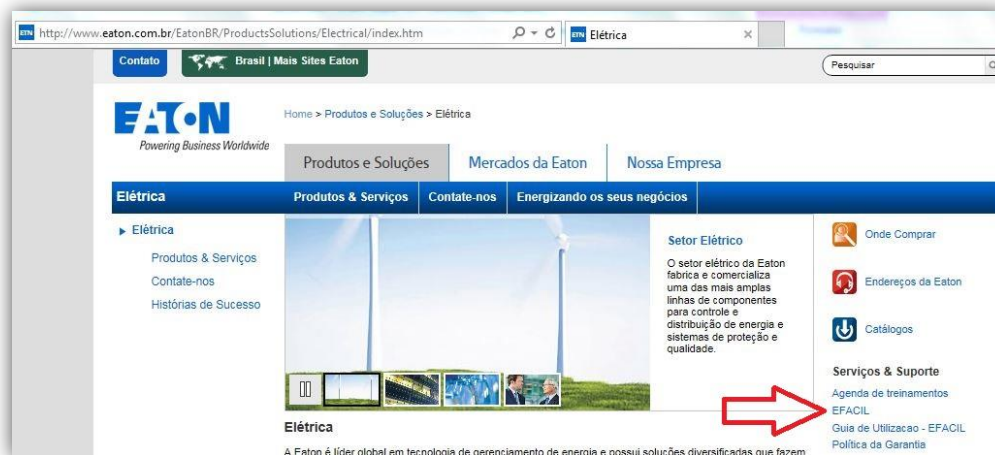 http://www.eaton.com.br/EatonBR/ProductsSolutions/Electrical/index.htm
ETN Elétrica
Contato
Brasil | Mais Sites Eaton
Pesquisar
EATON
Powering Business Worldwide
Home > Produtos e Soluções > Elétrica
Produtos e Soluções
Mercados da Eaton
Nossa Empresa
Elétrica
Produtos & Serviços
Contate-nos
Energizando os seus negócios
Elétrica
Produtos & Serviços
Contate-nos
Histórias de Sucesso
Setor Elétrico
O setor elétrico da Eaton
fabrica e comercializa
uma das mais amplas
linhas de componentes
para controle e
distribuição de energia e
sistemas de proteção e
qualidade.
Onde Comprar
Endereços da Eaton
Catálogos
Serviços & Suporte
Agenda de treinamentos
EFACIL
Guia de Utilizacao - EFACIL
Política da Garantia
Elétrica
A Eaton é líder global em tecnologia de gerenciamento de energia e possui soluções diversificadas que fazem